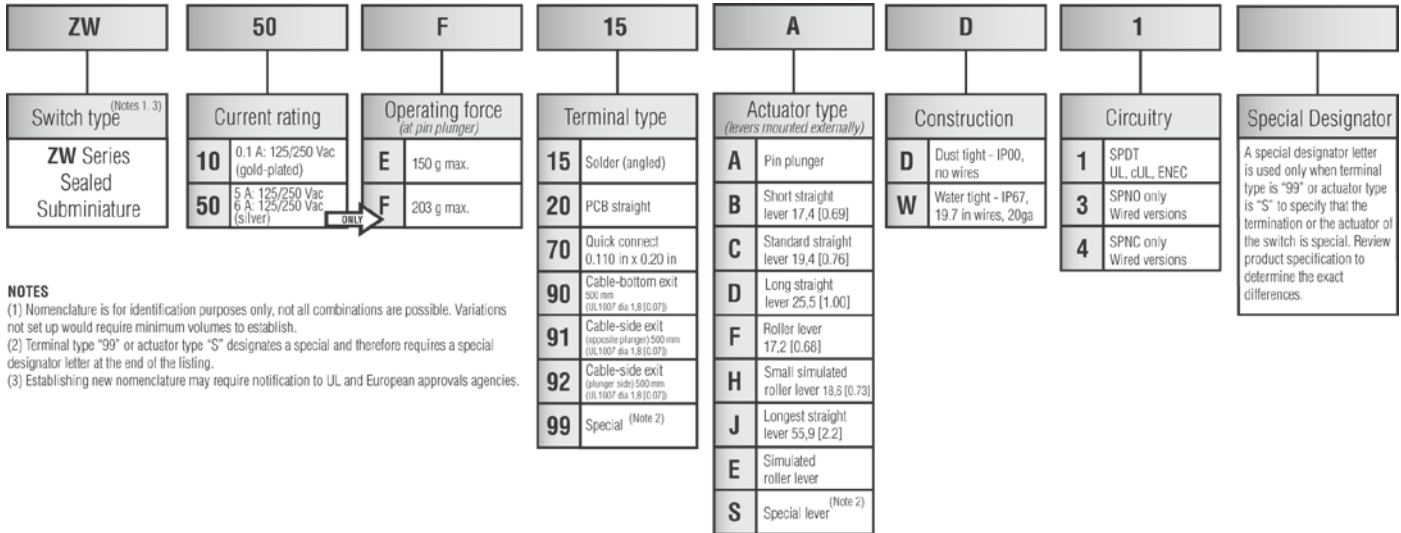 ZW
50
F
15
A
D
1
Switch type (Notes 1, 3)
ZW Series
Sealed
Subminiature
Current rating
10
0.1 A: 125/250 Vac
(gold-plated)
50
5 A: 125/250 Vac
6 A: 125/250 Vac
(silver)
ONLY
Operating force
(at pin plunger)
E
150 g max.
F
203 g max.
Terminal type
15
Solder (angled)
20
PCB straight
70
Quick connect
0.110 in x 0.20 in
90
Cable-bottom exit
500 mm
(UL1007 dia 1,8 [0.07])
91
Cable-side exit
(opposite plunger) 500 mm
(UL1007 dia 1,8 [0.07])
92
Cable-side exit
(plunger side) 500 mm
(UL1007 dia 1,8 [0.07])
99
Special (Note 2)
Actuator type
(levers mounted externally)
A
Pin plunger
B
Short straight
lever 17,4 [0.69]
C
Standard straight
lever 19,4 [0.76]
D
Long straight
lever 25,5 [1.00]
F
Roller lever
17,2 [0.68]
H
Small simulated
roller lever 18,6 [0.73]
J
Longest straight
lever 55,9 [2.2]
E
Simulated
roller lever
S
Special lever (Note 2)
Construction
D
Dust tight - IP00,
no wires
W
Water tight - IP67,
19.7 in wires, 20ga
Circuitry
1
SPDT
UL, cUL, ENEC
3
SPNO only
Wired versions
4
SPNC only
Wired versions
Special Designator
A special designator letter
is used only when terminal
type is "99" or actuator type
is "S" to specify that the
termination or the actuator of
the switch is special. Review
product specification to
determine the exact
differences.
NOTES
(1) Nomenclature is for identification purposes only, not all combinations are possible. Variations
not set up would require minimum volumes to establish.
(2) Terminal type "99" or actuator type "S" designates a special and therefore requires a special
designator letter at the end of the listing.
(3) Establishing new nomenclature may require notification to UL and European approvals agencies.